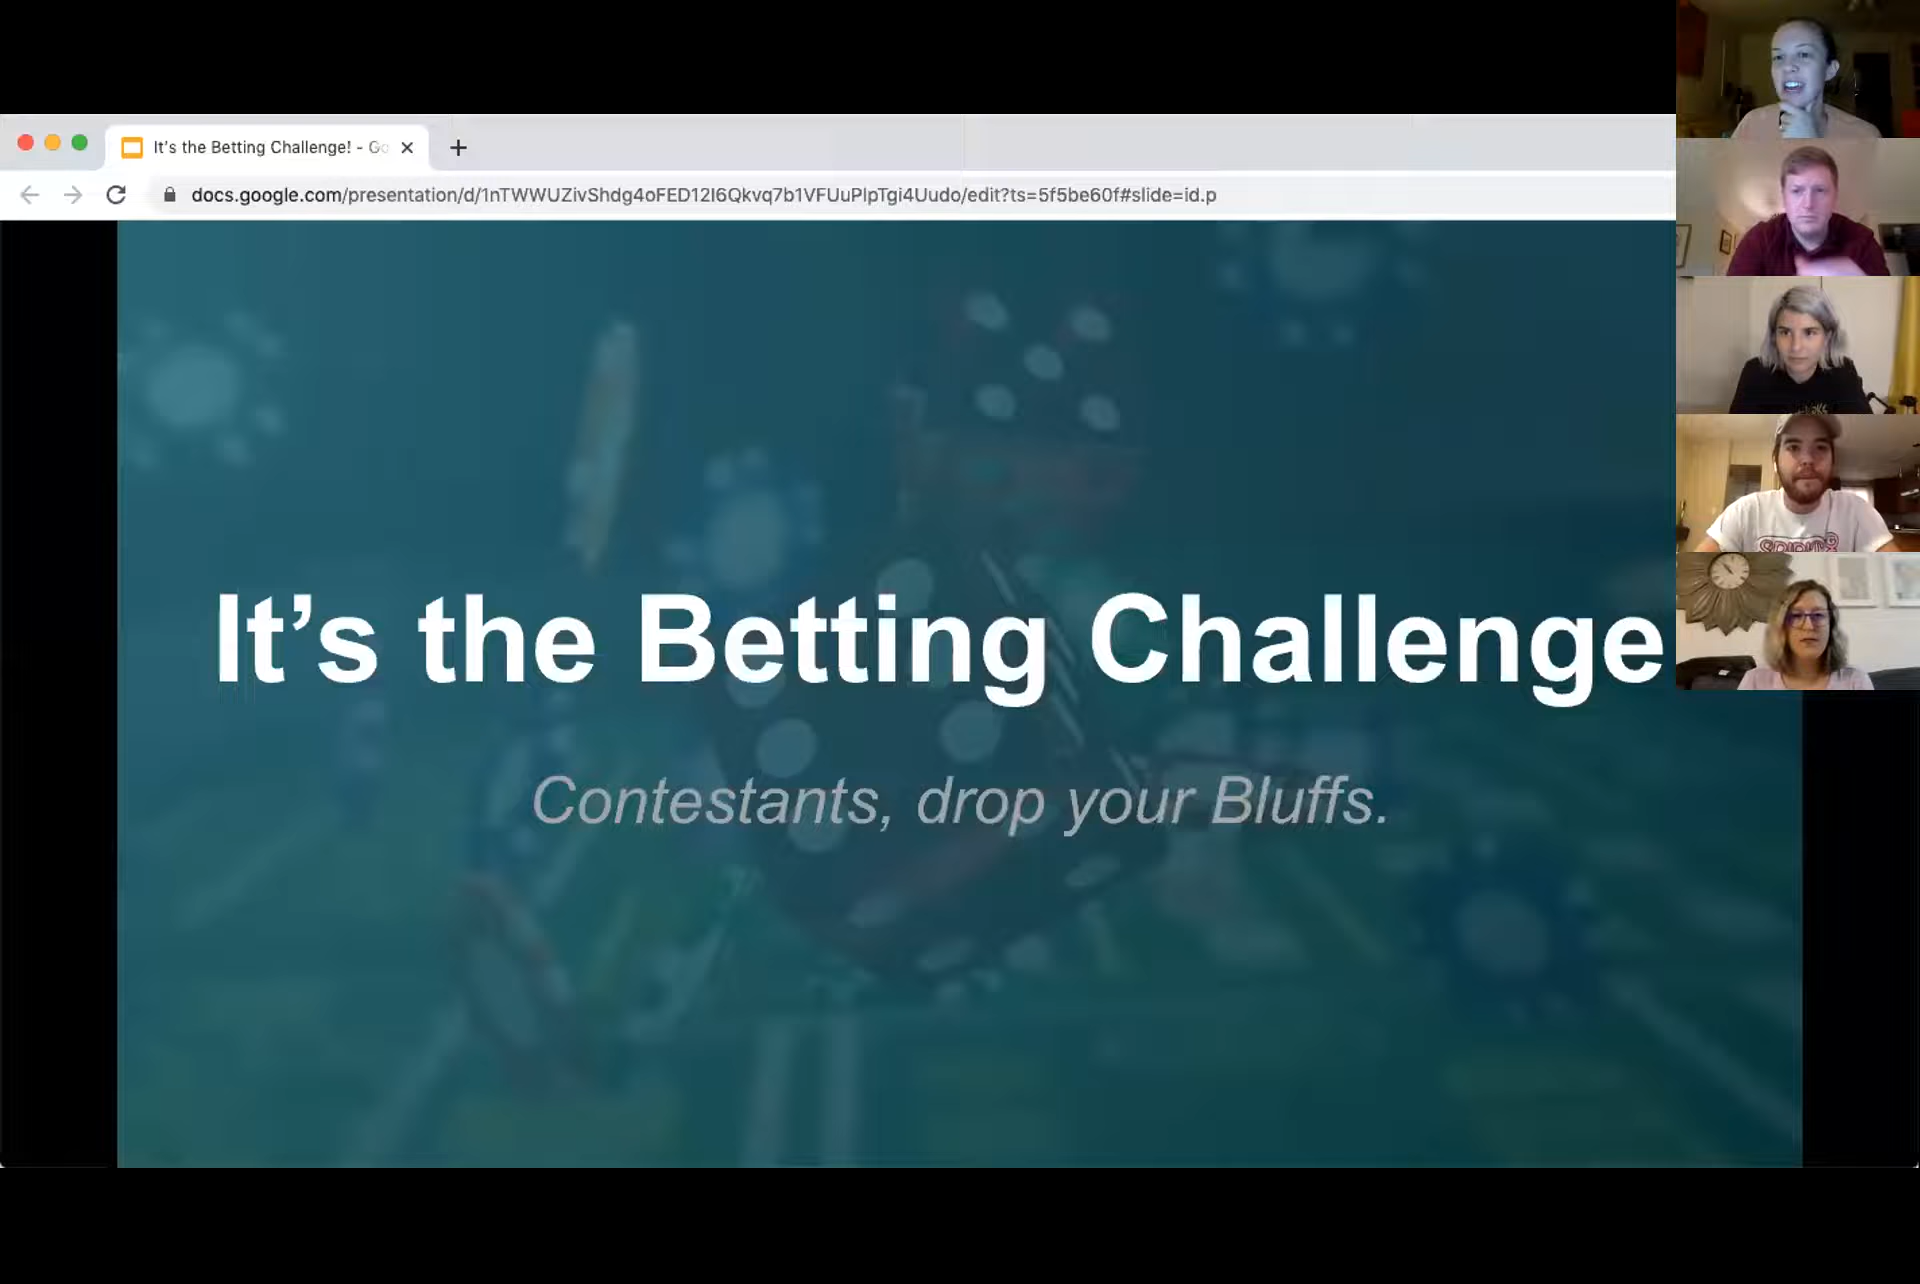 It's the Betting Challenge! - Go
docs.google.com/presentation/d/1nTWWUZivShdg4oFED12I6Qkvq7b1VFUuPlpTgi4Uudo/edit?ts=5f5be60f#slide=id.p
It's the Betting Challenge
Contestants, drop your Bluffs.